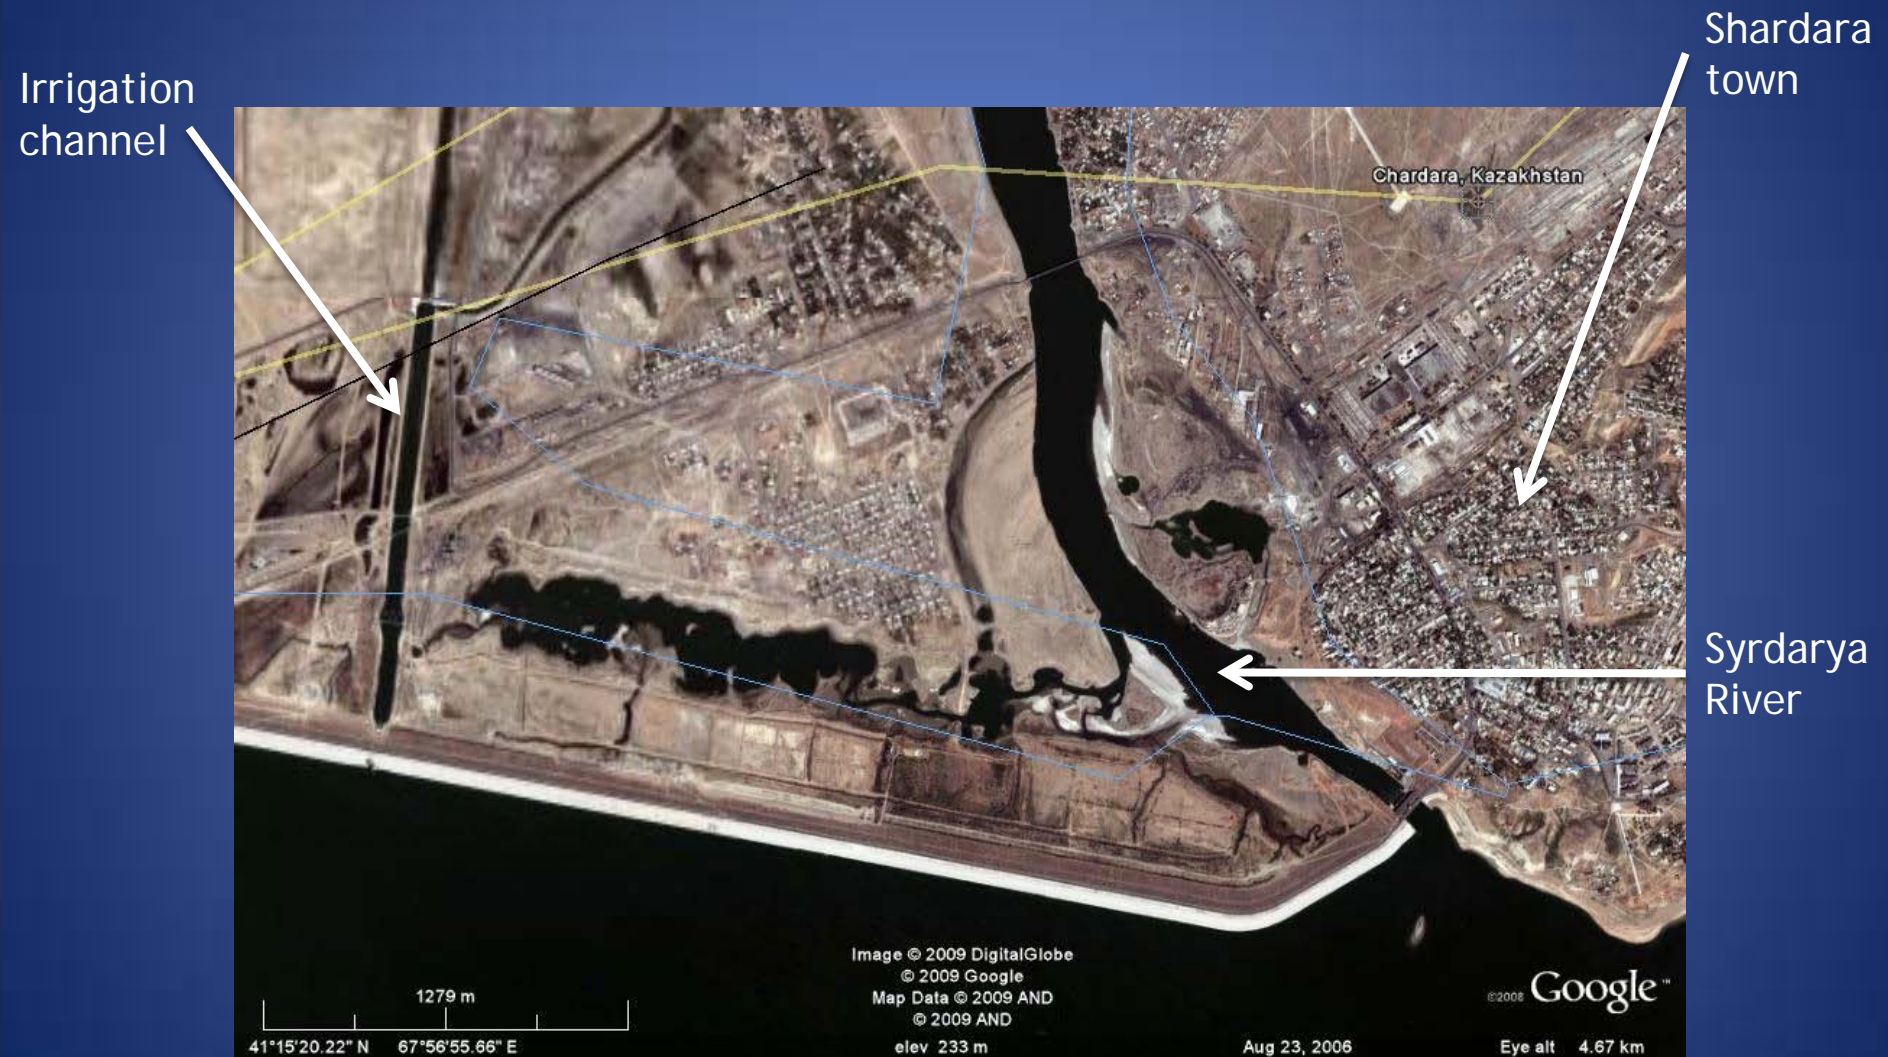 Shardara
town
Irrigation
channel
Chardara, Kazakhstan
Syrdarya
River
Image © 2009 DigitalGlobe
© 2009 Google
Map Data © 2009 AND
© 2009 AND
©2008 Google™
1279 m
41°15'20.22" N 67°56'55.66" E
elev 233 m
Aug 23, 2006
Eye alt 4.67 km